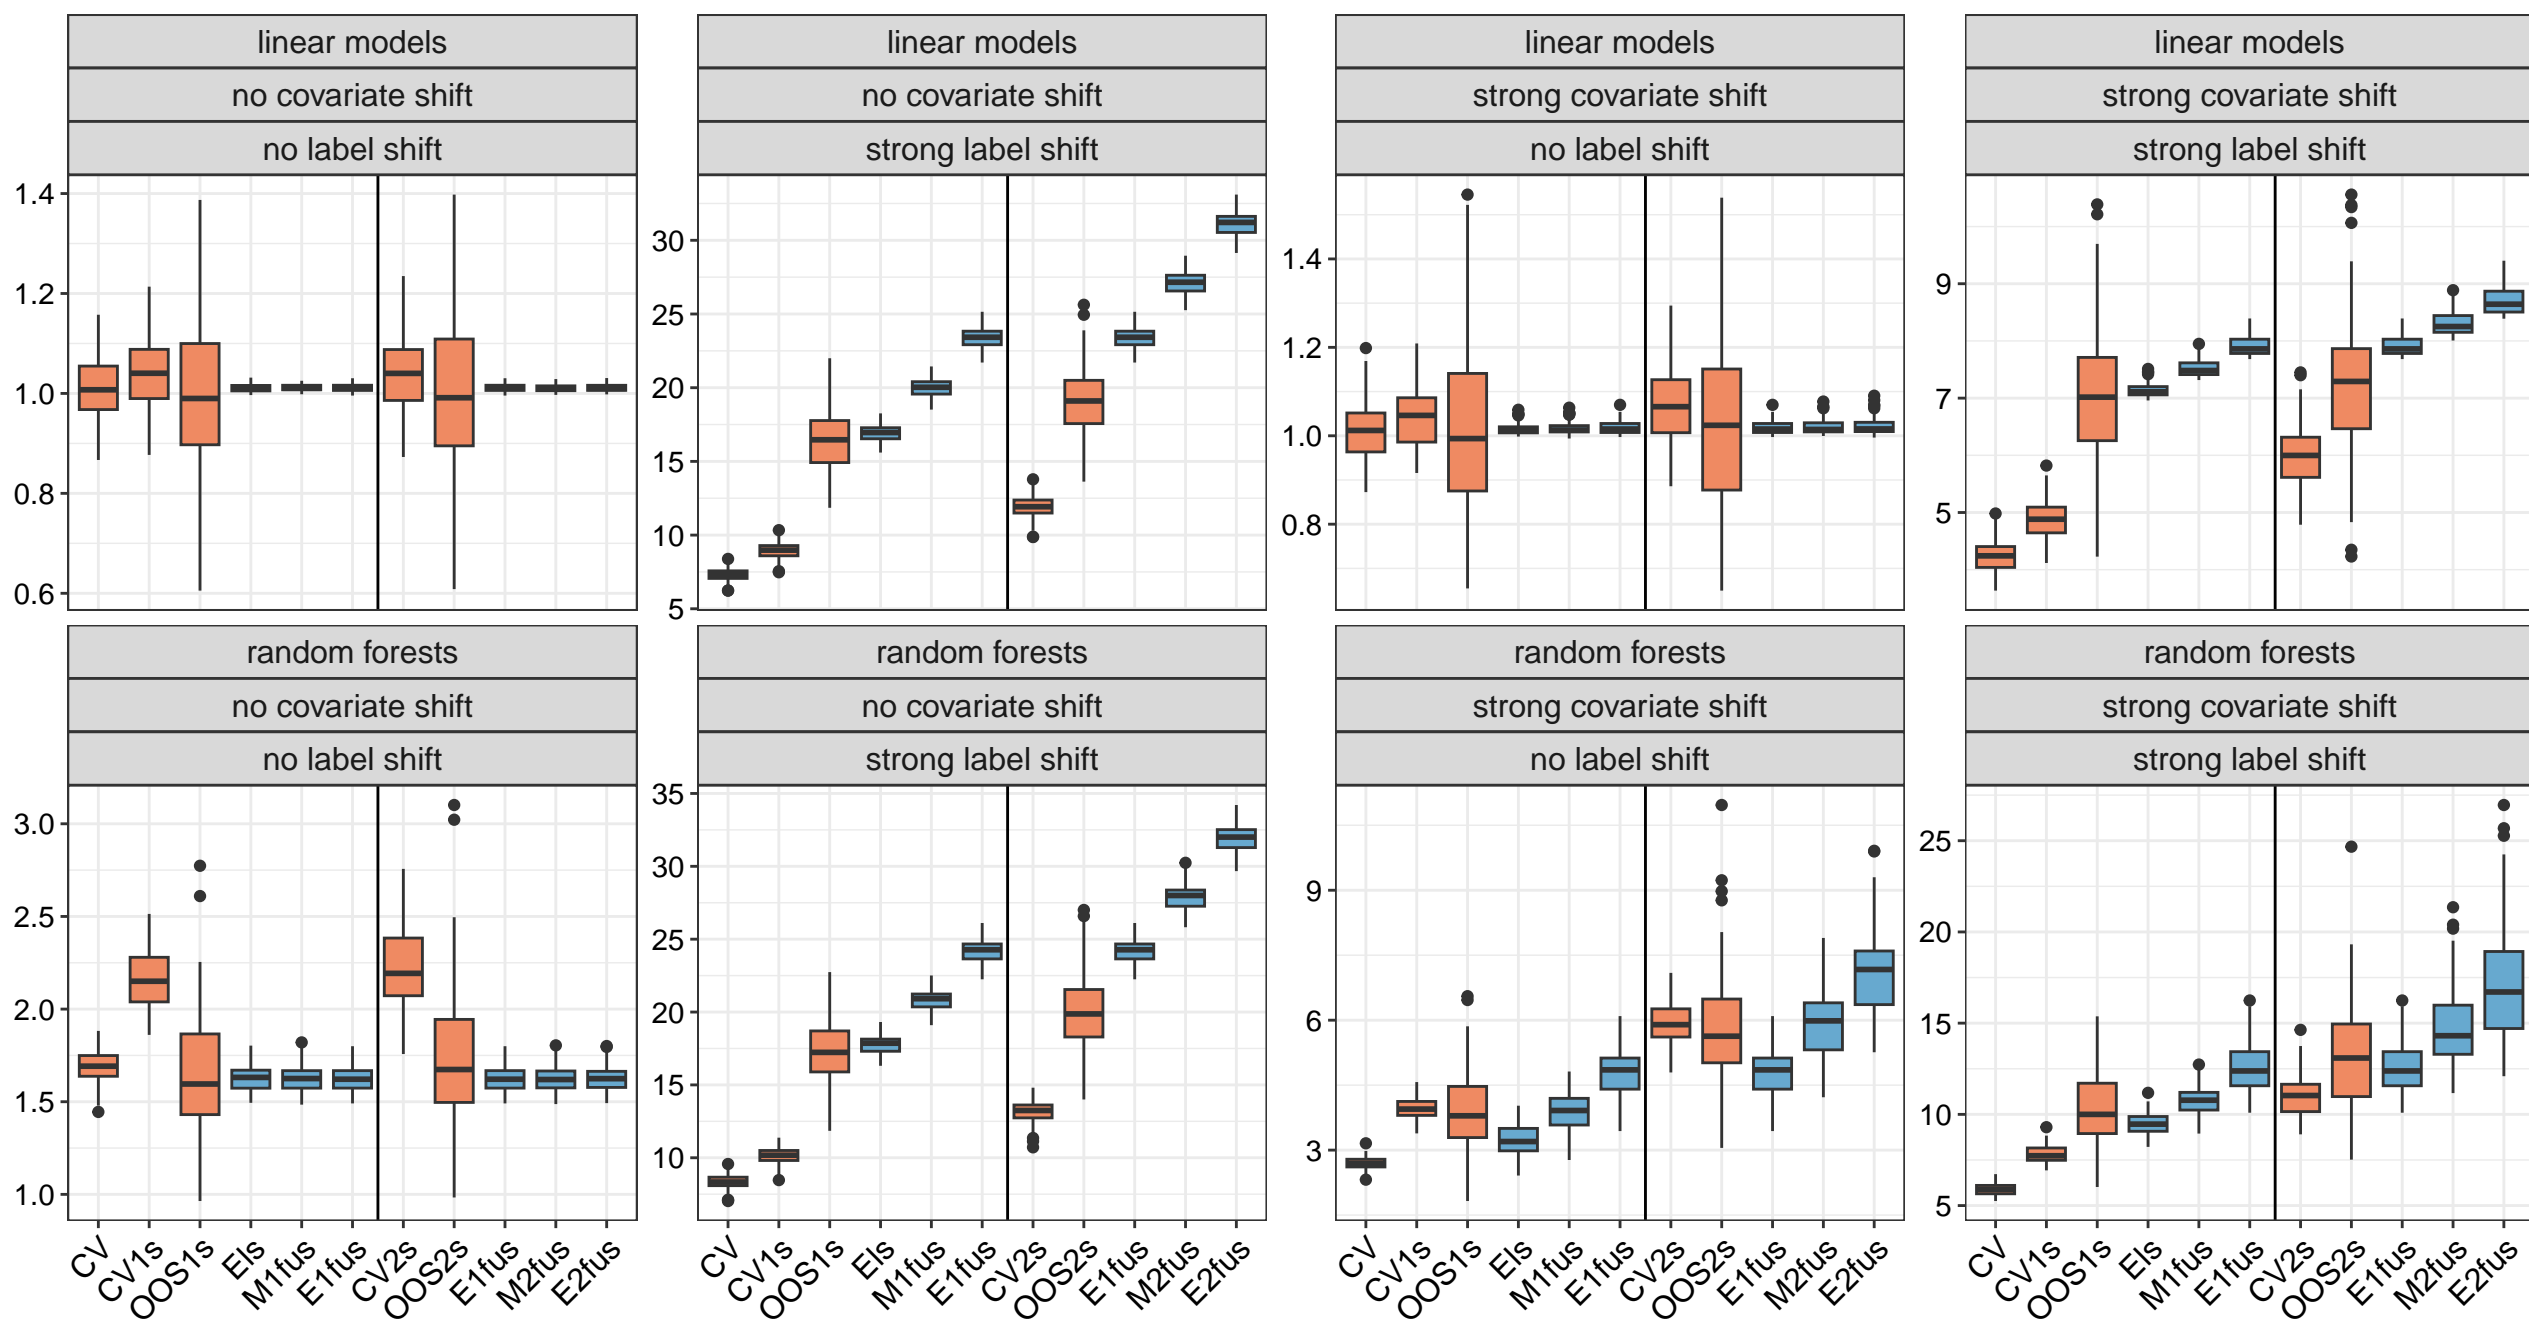 linear models
no covariate shift
no label shift
linear models
no covariate shift
strong label shift
linear models
strong covariate shift
no label shift
linear models
strong covariate shift
strong label shift
1.4
1.2
1.0
0.8
0.6
30
25
20
15
10
5
1.4
1.2
1.0
0.8
9
7
5
random forests
no covariate shift
no label shift
random forests
no covariate shift
strong label shift
random forests
strong covariate shift
no label shift
random forests
strong covariate shift
strong label shift
3.0
2.5
2.0
1.5
1.0
35
30
25
20
15
10
9
6
3
25
20
15
10
5
CV
CV1s
OOS1s
Els
M1fus
E1fus
CV2s
OOS2s
E1fus
M2fus
E2fus
CV
CV1s
OOS1s
Els
M1fus
E1fus
CV2s
OOS2s
E1fus
M2fus
E2fus
CV
CV1s
OOS1s
Els
M1fus
E1fus
CV2s
OOS2s
E1fus
M2fus
E2fus
CV
CV1s
OOS1s
Els
M1fus
E1fus
CV2s
OOS2s
E1fus
M2fus
E2fus